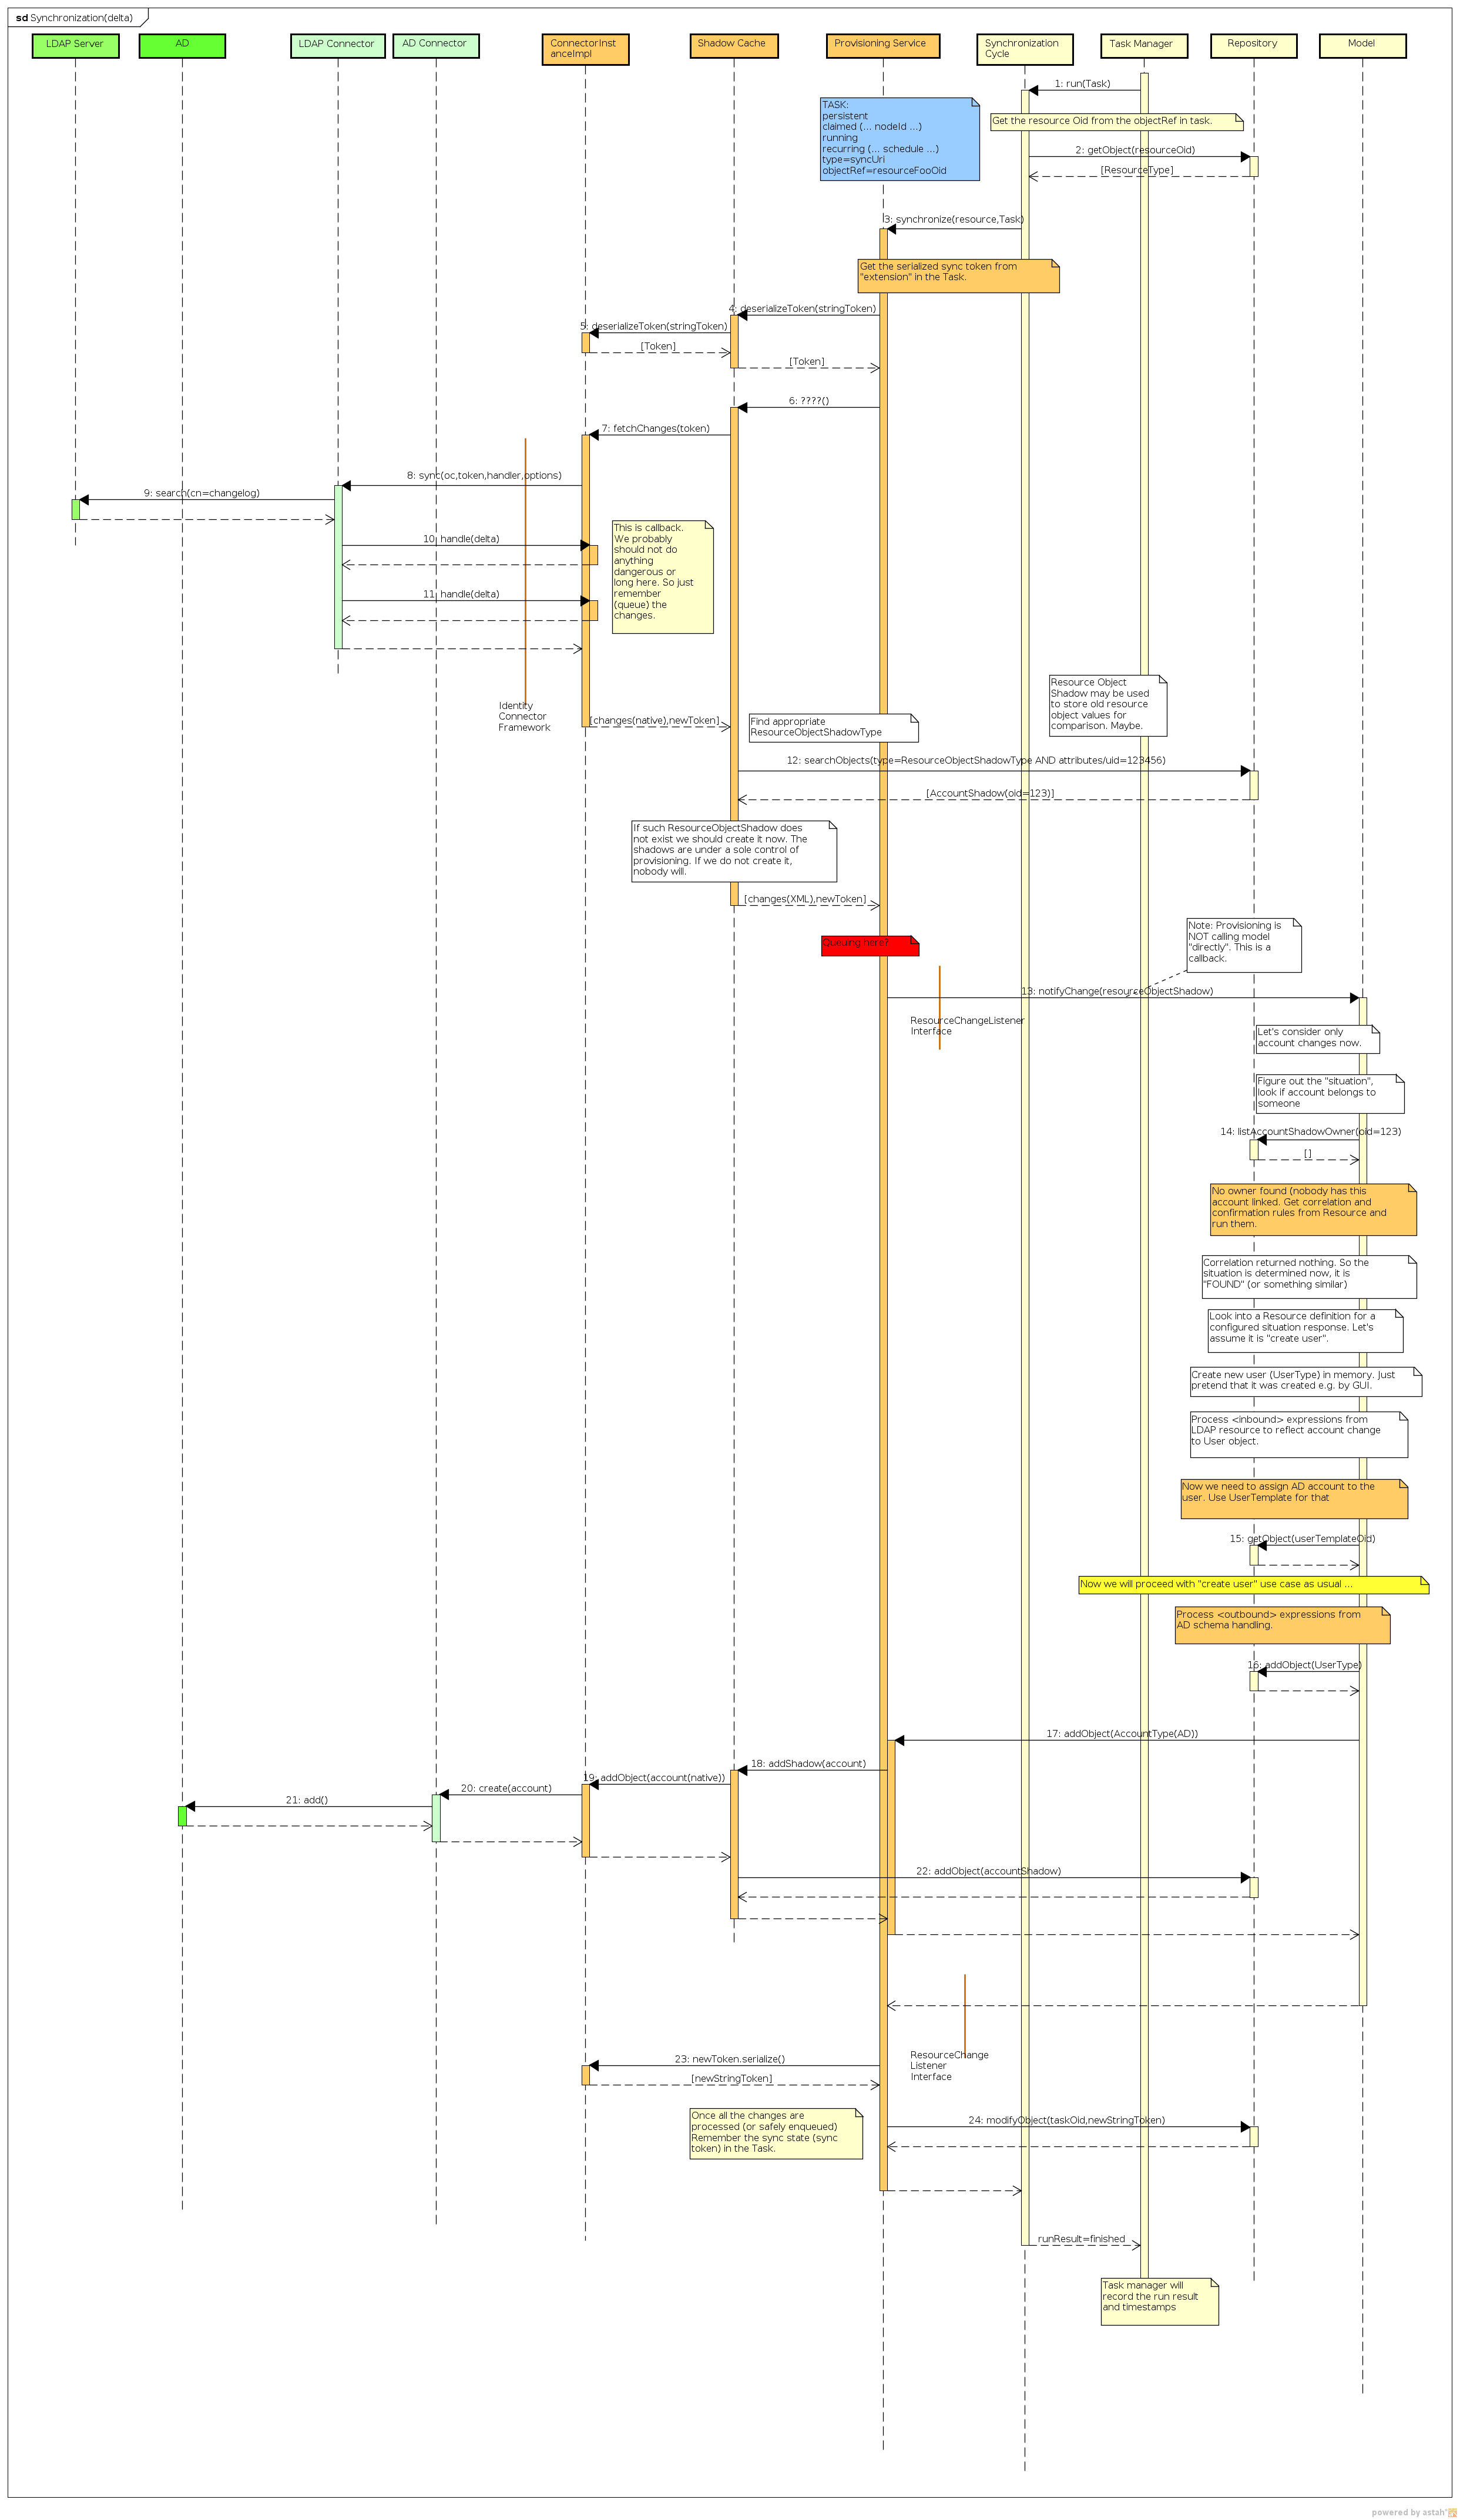 sd Synchronization(delta)
LDAP Server
AD
LDAP Connector
AD Connector
ConnectorInst
anceImpl
Shadow Cache
Provisioning Service
Synchronization
Cycle
Task Manager
Repository
Model
1: run(Task)
TASK:
persistent
claimed (... nodeId ...)
running
recurring (... schedule ...)
type=syncUri
objectRef=resourceFooOid
Get the resource Oid from the objectRef in task.
2: getObject(resourceOid)
[ResourceType]
3: synchronize(resource,Task)
Get the serialized sync token from
"extension" in the Task.
4: deserializeToken(stringToken)
5: deserializeToken(stringToken)
[Token]
[Token]
6: ????()
7: fetchChanges(token)
8: sync(oc,token,handler,options)
9: search(cn=changelog)
10: handle(delta)
This is callback.
We probably
should not do
anything
dangerous or
long here. So just
remember
(queue) the
changes.
11: handle(delta)
Identity
Connector
Framework
[changes(native),newToken]
Find appropriate
ResourceObjectShadowType
Resource Object
Shadow may be used
to store old resource
object values for
comparison. Maybe.
12: searchObjects(type=ResourceObjectShadowType AND attributes/uid=123456)
[AccountShadow(oid=123)]
If such ResourceObjectShadow does
not exist we should create it now. The
shadows are under a sole control of
provisioning. If we do not create it,
nobody will.
[changes(XML),newToken]
Queuing here?
Note: Provisioning is
NOT calling model
"directly". This is a
callback.
13: notifyChange(resourceObjectShadow)
ResourceChangeListener
Interface
Let's consider only
account changes now.
Figure out the "situation",
look if account belongs to
someone
14: listAccountShadowOwner(oid=123)
[]
No owner found (nobody has this
account linked. Get correlation and
confirmation rules from Resource and
run them.
Correlation returned nothing. So the
situation is determined now, it is
"FOUND" (or something similar)
Look into a Resource definition for a
configured situation response. Let's
assume it is "create user".
Create new user (UserType) in memory. Just
pretend that it was created e.g. by GUI.
Process <inbound> expressions from
LDAP resource to reflect account change
to User object.
Now we need to assign AD account to the
user. Use UserTemplate for that
15: getObject(userTemplateOid)
Now we will proceed with "create user" use case as usual ...
Process <outbound> expressions from
AD schema handling.
16: addObject(UserType)
17: addObject(AccountType(AD))
18: addShadow(account)
19: addObject(account(native))
20: create(account)
21: add()
22: addObject(accountShadow)
ResourceChange
Listener
Interface
23: newToken.serialize()
[newStringToken]
Once all the changes are
processed (or safely enqueued)
Remember the sync state (sync
token) in the Task.
24: modifyObject(taskOid,newStringToken)
runResult=finished
Task manager will
record the run result
and timestamps
powered by astah*